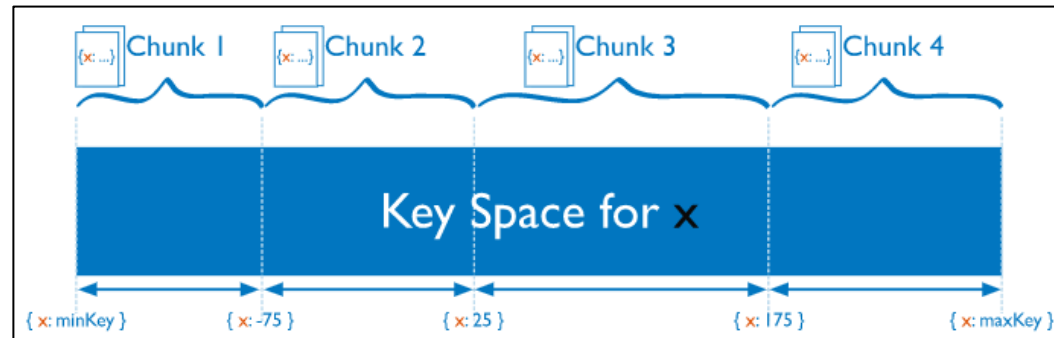 {x: ...} Chunk 1
{x: ...} Chunk 2
{x: ...} Chunk 3
{x: ...} Chunk 4
Key Space for x
{ x: minKey }
{ x: -75 }
{ x: 25 }
{ x: 175 }
{ x: maxKey }